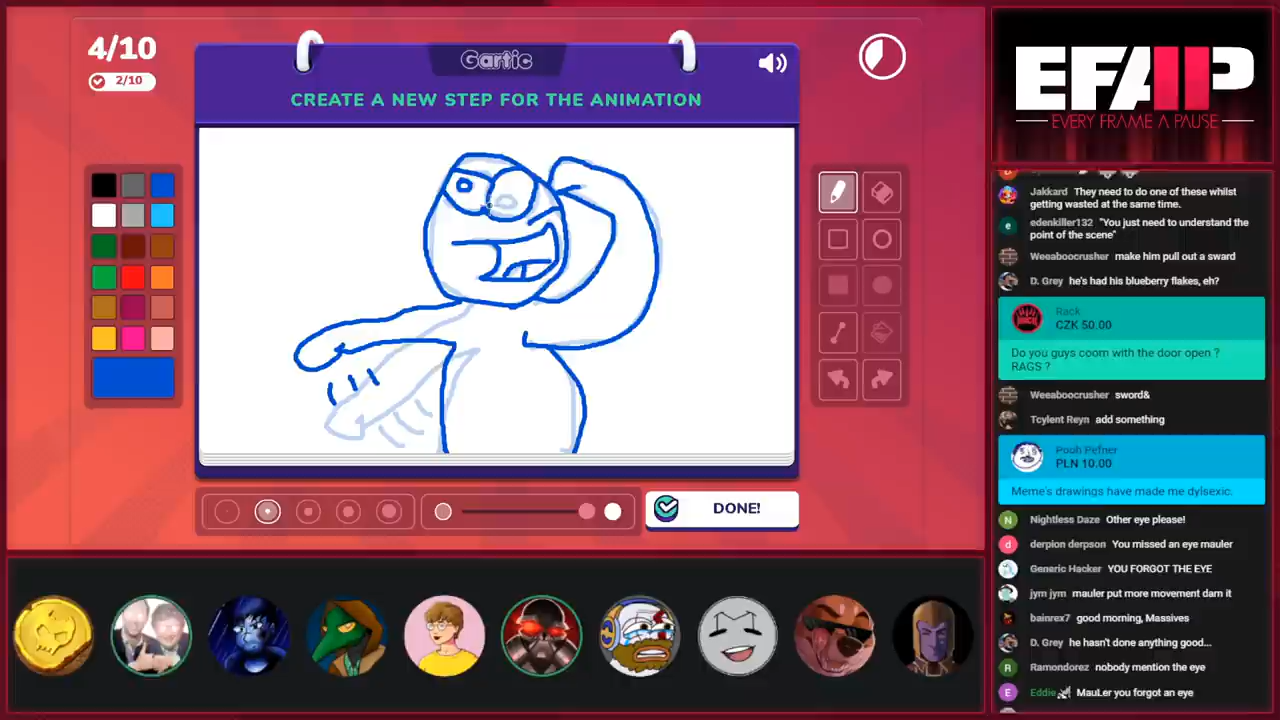 4/10
2/10
Gartic
CREATE A NEW STEP FOR THE ANIMATION
DONE!
EFAP
EVERY FRAME A PAUSE
Jakkard They need to do one of these whilst
getting wasted at the same time.
edenkiller132 "You just need to understand the
point of the scene"
Weeaboocrusher make him pull out a sward
D. Grey he's had his blueberry flakes, eh?
Rack
CZK 50.00
Do you guys coom with the door open ?
RAGS ?
Weeaboocrusher sword&
Tcylent Reyn add something
Pooh Pefner
PLN 10.00
Meme's drawings have made me dylsexic.
N Nightless Daze Other eye please!
d derpion derpson You missed an eye mauler
Generic Hacker YOU FORGOT THE EYE
jym jym mauler put more movement dam it
bainrex7 good morning, Massives
D. Grey he hasn't done anything good...
R Ramondorez nobody mention the eye
E Eddie MauLer you forgot an eye